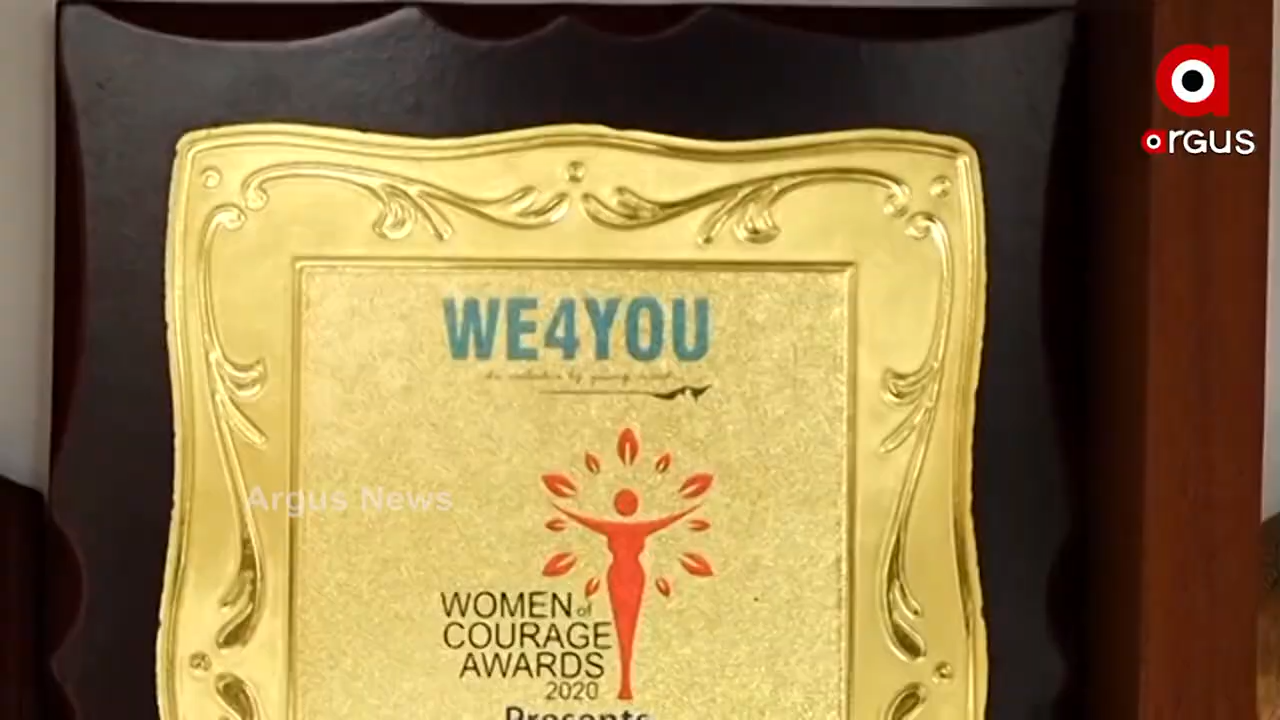 argus
WE4YOU
Argus News
WOMEN of
COURAGE
AWARDS
2020
Presents